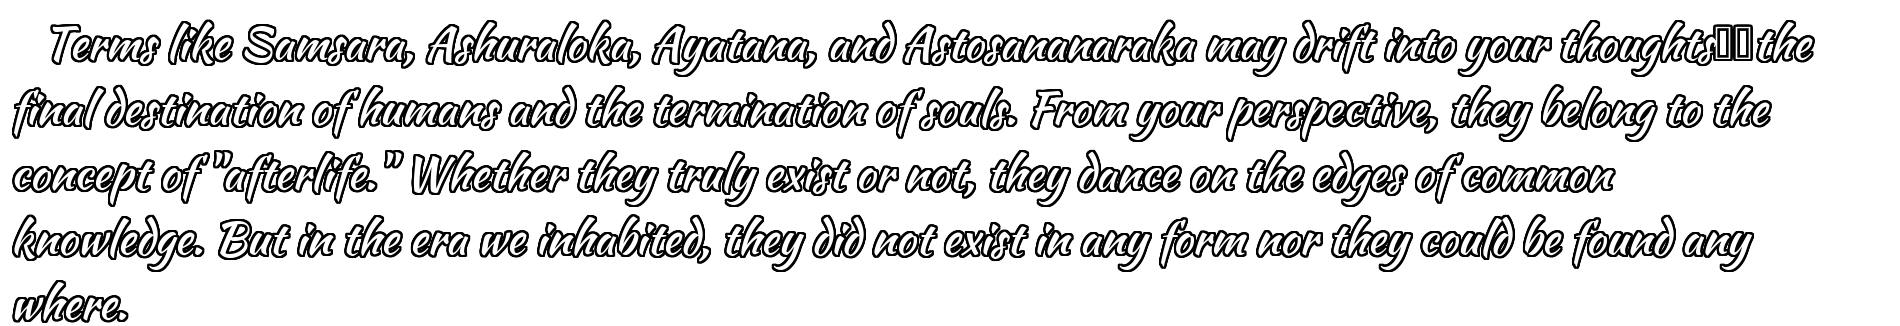 Terms like Samsara, Ashuraloka, Ayatana, and Astosananaraka may drift into your thoughts□□the
final destination of humans and the termination of souls. From your perspective, they belong to the
concept of "afterlife." Whether they truly exist or not, they dance on the edges of common
knowledge. But in the era we inhabited, they did not exist in any form nor they could be found any
where.